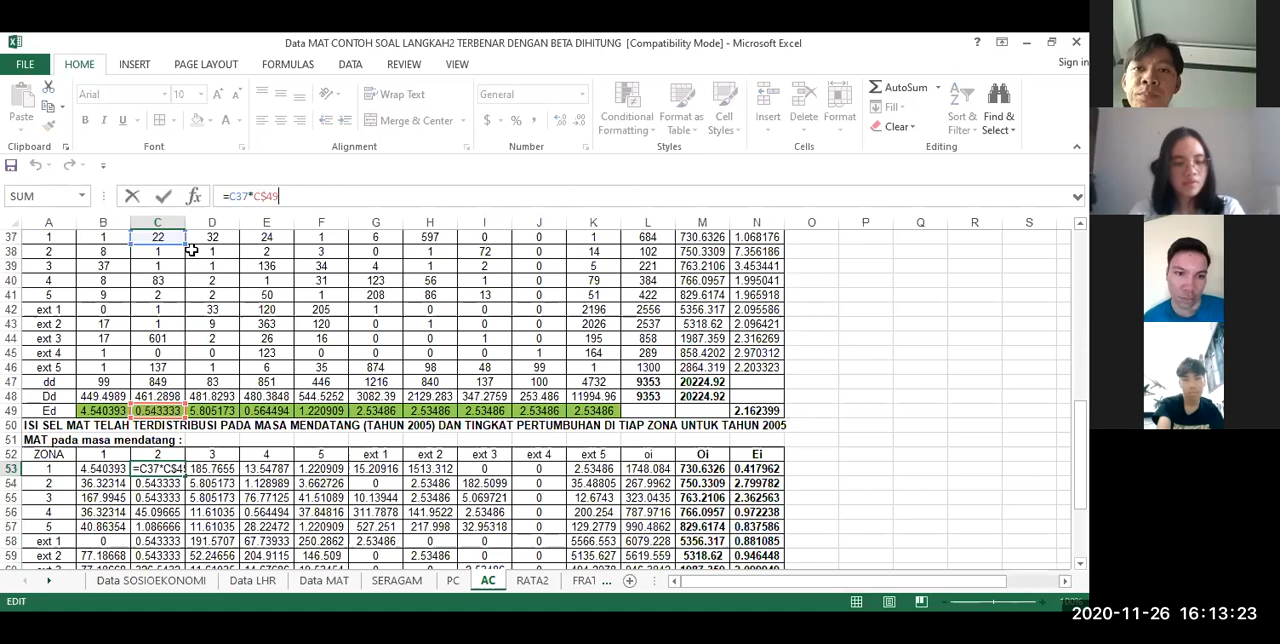 Data MAT CONTOH SOAL LANGKAH2 TERBENAR DENGAN BETA DIHITUNG [Compatibility Mode] - Microsoft Excel
FILE HOME INSERT PAGE LAYOUT FORMULAS DATA REVIEW VIEW Sign in
Paste Arial 10 Wrap Text General Conditional Formatting Format as Table Cell Styles Insert Delete Format AutoSum Sort & Filter Find & Select
B I U Merge & Center $ % Fill
Clear
Clipboard Font Alignment Number Styles Cells Editing
SUM fx =C37*C$49
A B C D E F G H I J K L M N O P Q R S
37 1 1 22 32 24 1 6 597 0 0 1 684 730.6326 1.068176
38 2 8 1 1 2 3 0 1 72 0 14 102 750.3309 7.356186
39 3 37 1 1 136 34 4 1 2 0 5 221 763.2106 3.453441
40 4 8 83 2 1 31 123 56 1 0 79 384 766.0957 1.995041
41 5 9 2 2 50 1 208 86 13 0 51 422 829.6174 1.965918
42 ext 1 0 1 33 120 205 1 0 0 0 2196 2556 5356.317 2.095586
43 ext 2 17 1 9 363 120 0 1 0 0 2026 2537 5318.62 2.096421
44 ext 3 17 601 2 26 16 0 0 1 0 195 858 1987.359 2.316269
45 ext 4 1 0 0 123 0 0 0 0 1 164 289 858.4202 2.970312
46 ext 5 1 137 1 6 35 874 98 48 99 1 1300 2864.319 2.203323
47 dd 99 849 83 851 446 1216 840 137 100 4732 9353 20224.92
48 Dd 449.4989 461.2898 481.8293 480.3848 544.5252 3082.39 2129.283 347.2759 253.486 11994.96 9353 20224.92
49 Ed 4.540393 0.543333 5.805173 0.564494 1.220909 2.53486 2.53486 2.53486 2.53486 2.53486 2.162399
50 ISI SEL MAT TELAH TERDISTRIBUSI PADA MASA MENDATANG (TAHUN 2005) DAN TINGKAT PERTUMBUHAN DI TIAP ZONA UNTUK TAHUN 2005
51 MAT pada masa mendatang :
52 ZONA 1 2 3 4 5 ext 1 ext 2 ext 3 ext 4 ext 5 oi Oi Ei
53 1 4.540393 =C37*C$49 185.7655 13.54787 1.220909 15.20916 1513.312 0 0 2.53486 1748.084 730.6326 0.417962
54 2 36.32314 0.543333 5.805173 1.128989 3.662726 0 2.53486 182.5099 0 35.48805 267.9962 750.3309 2.799782
55 3 167.9945 0.543333 5.805173 76.77125 41.51089 10.13944 2.53486 5.069721 0 12.6743 323.0435 763.2106 2.362563
56 4 36.32314 45.09665 11.61035 0.564494 37.84816 311.7878 141.9522 2.53486 0 200.254 787.9716 766.0957 0.972238
57 5 40.86354 1.086666 11.61035 28.22472 1.220909 527.251 217.998 32.95318 0 129.2779 990.4862 829.6174 0.837586
58 ext 1 0 0.543333 191.5707 67.73933 250.2862 2.53486 0 0 0 5566.553 6079.228 5356.317 0.881085
59 ext 2 77.18668 0.543333 52.24656 204.9115 146.509 0 2.53486 0 0 5135.627 5619.559 5318.62 0.946448
Data SOSIOEKONOMI Data LHR Data MAT SERAGAM PC AC RATA2 FRAT ...
EDIT
2020-11-26 16:13:23